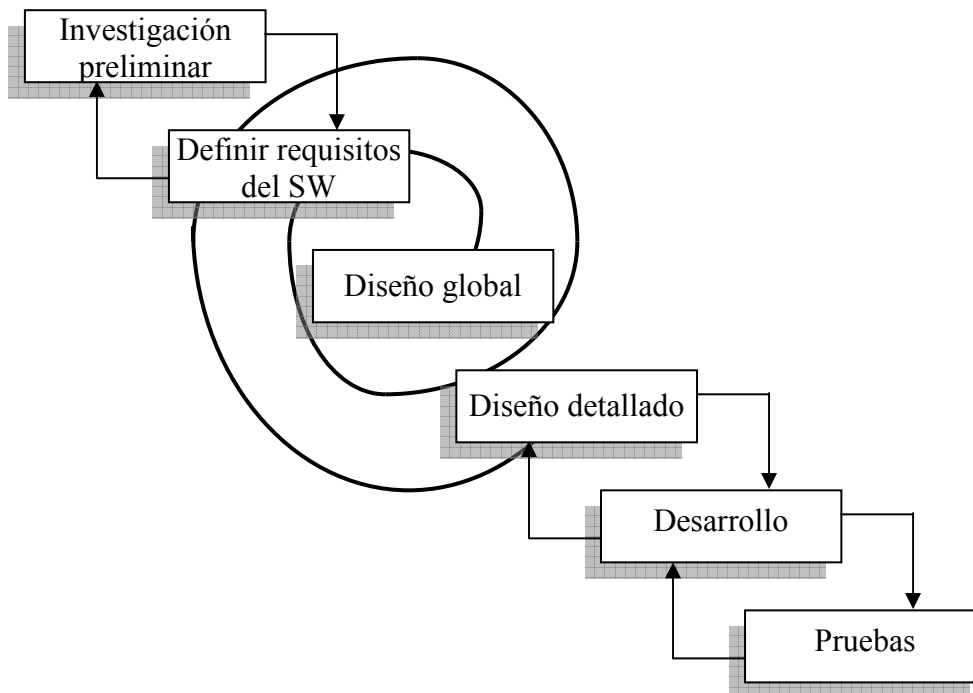 Investigación
preliminar
Definir requisitos
del SW
Diseño global
Diseño detallado
Desarrollo
Pruebas